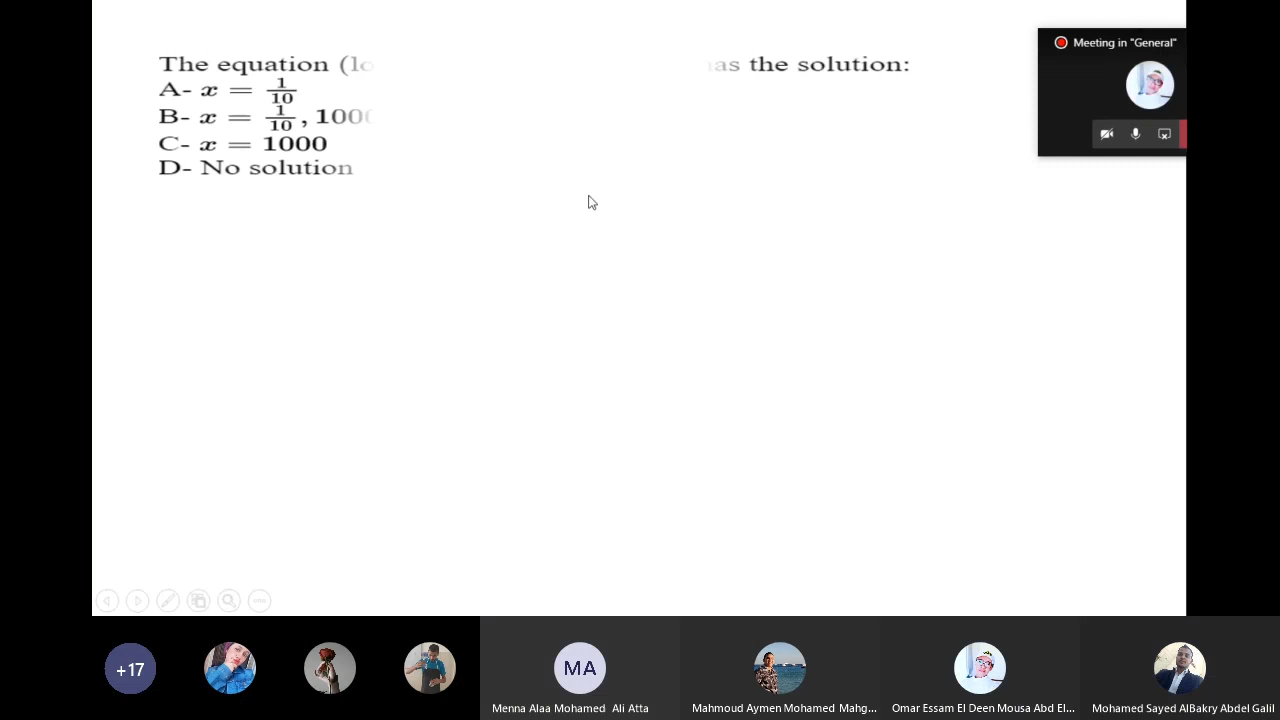 The equation (lo has the solution:
A- x = 1/10
B- x = 1/10, 1000
C- x = 1000
D- No solution
Meeting in "General"
+17
MA
Menna Alaa Mohamed Ali Atta
Mahmoud Aymen Mohamed Mahg...
Omar Essam El Deen Mousa Abd El...
Mohamed Sayed AlBakry Abdel Galil